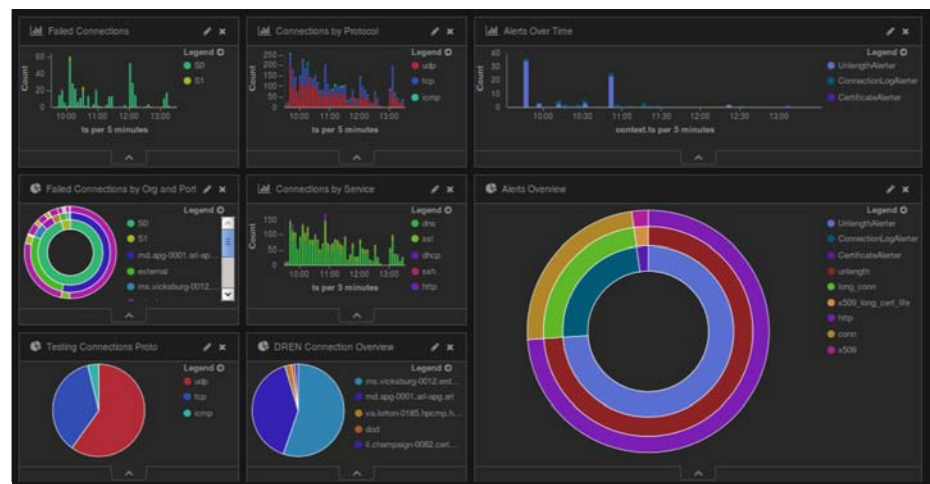 Failed Connections
Legend
S0
S1
Count
60
40
20
0
10:00 11:00 12:00 13:00
ts per 5 minutes
Connections by Protocol
Legend
udp
tcp
icmp
Count
250
200
150
100
50
0
10:00 11:00 12:00 13:00
ts per 5 minutes
Alerts Over Time
Legend
UnlengthAlerter
ConnectionLogAlerter
CertificateAlerter
Count
40
30
20
10
0
10:00 10:30 11:00 11:30 12:00 12:30 13:00
context.ts per 5 minutes
Failed Connections by Org and Port
Legend
S0
S1
md.apg-0001.arl-ap...
external
ms.vicksburg-0012....
Connections by Service
Legend
dns
ssl
dhcp
ssh
http
Count
150
100
50
0
10:00 11:00 12:00 13:00
ts per 5 minutes
Alerts Overview
Legend
UnlengthAlerter
ConnectionLogAlerter
CertificateAlerter
unlength
long_conn
x509_long_cert_life
http
conn
x509
Testing Connections Proto
Legend
udp
tcp
icmp
DREN Connection Overview
Legend
ms.vicksburg-0012.erd...
md.apg-0001.arl-apg.arl
va.lorton-0185.hpcmp.h...
dod
il.champaign-0082.cerl....